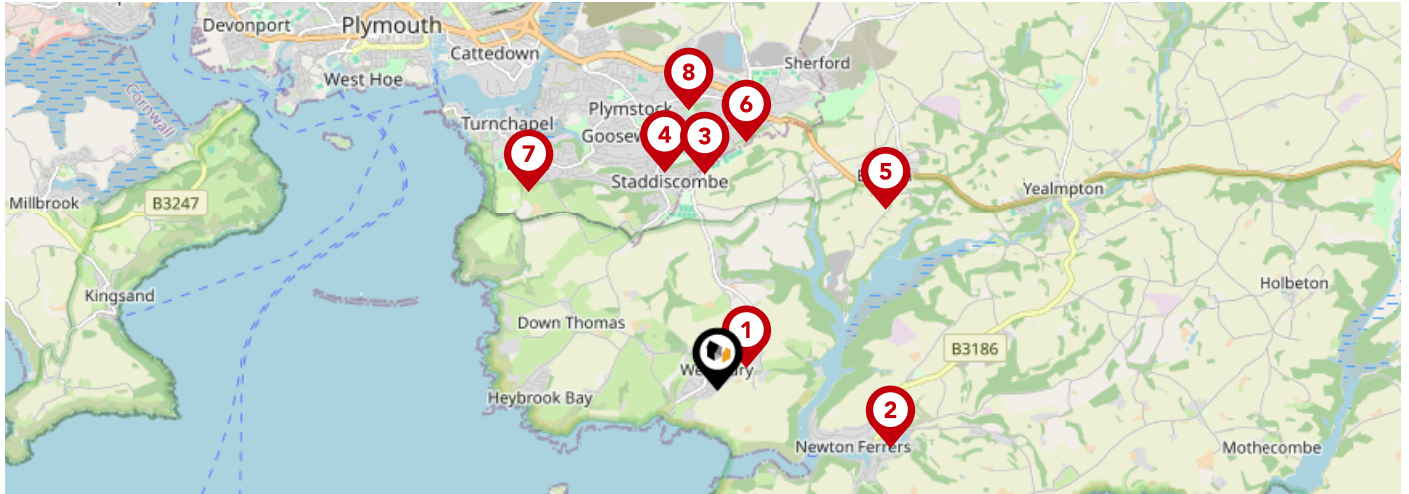 Devonport
Plymouth
Cattedown
Sherford
West Hoe
8
Cornwall
Plymstock
6
Turnchapel
4
3
7
5
Staddiscombe
Yealmpton
Millbrook
B3247
Kingsand
Holbeton
Down Thomas
1
B3186
Heybrook Bay
2
Newton Ferrers
Mothecombe